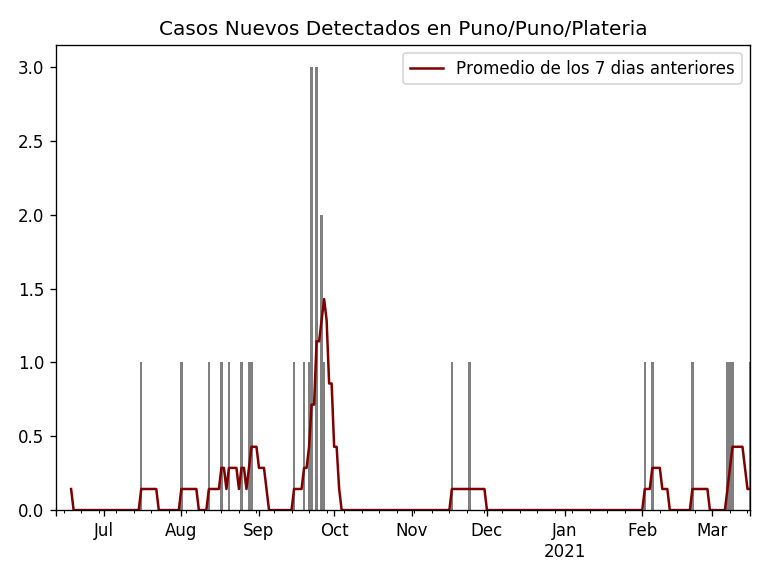 Casos Nuevos Detectados en Puno/Puno/Plateria
Promedio de los 7 dias anteriores
3.0
2.5
2.0
1.5
1.0
0.5
0.0
Jul Aug Sep Oct Nov Dec Jan Feb Mar
2021